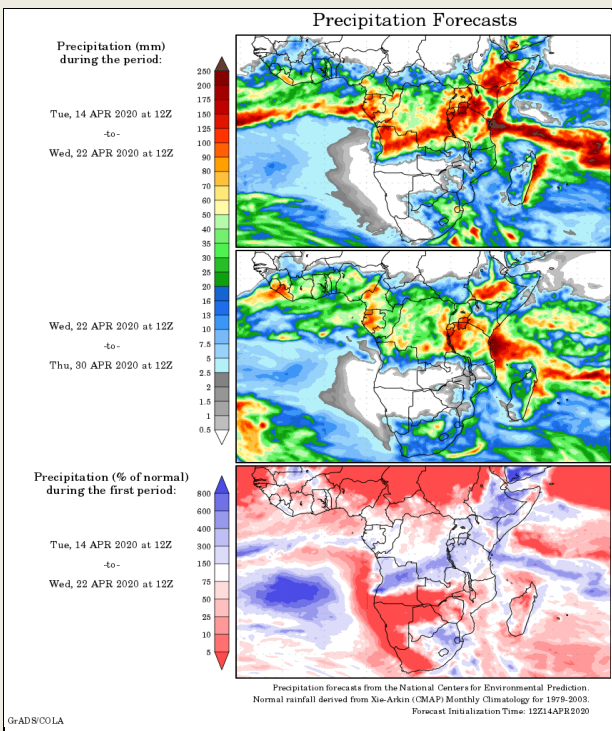 Precipitation Forecasts
Precipitation (mm)
during the period:
Tue, 14 APR 2020 at 12Z
-to-
Wed, 22 APR 2020 at 12Z
250
200
175
150
125
100
90
80
70
60
50
40
35
30
25
20
16
13
10
7.5
5
2.5
2
1.5
1
0.5
Wed, 22 APR 2020 at 12Z
-to-
Thu, 30 APR 2020 at 12Z
Precipitation (% of normal)
during the first period:
Tue, 14 APR 2020 at 12Z
-to-
Wed, 22 APR 2020 at 12Z
800
600
400
300
150
75
50
25
10
5
Precipitation forecasts from the National Centers for Environmental Prediction.
Normal rainfall derived from Xie-Arkin (CMAP) Monthly Climatology for 1979-2003.
Forecast Initialization Time: 12Z14APR2020
GrADS/COLA